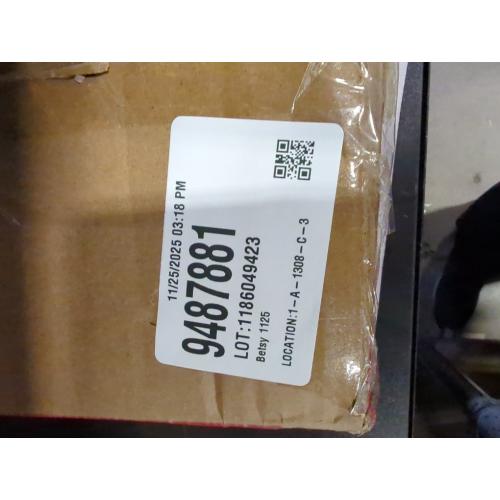 11/25/2025 03:18 PM
9487881
LOT:1186049423
Betsy 1125
LOCATION:1-A-1308-C-3